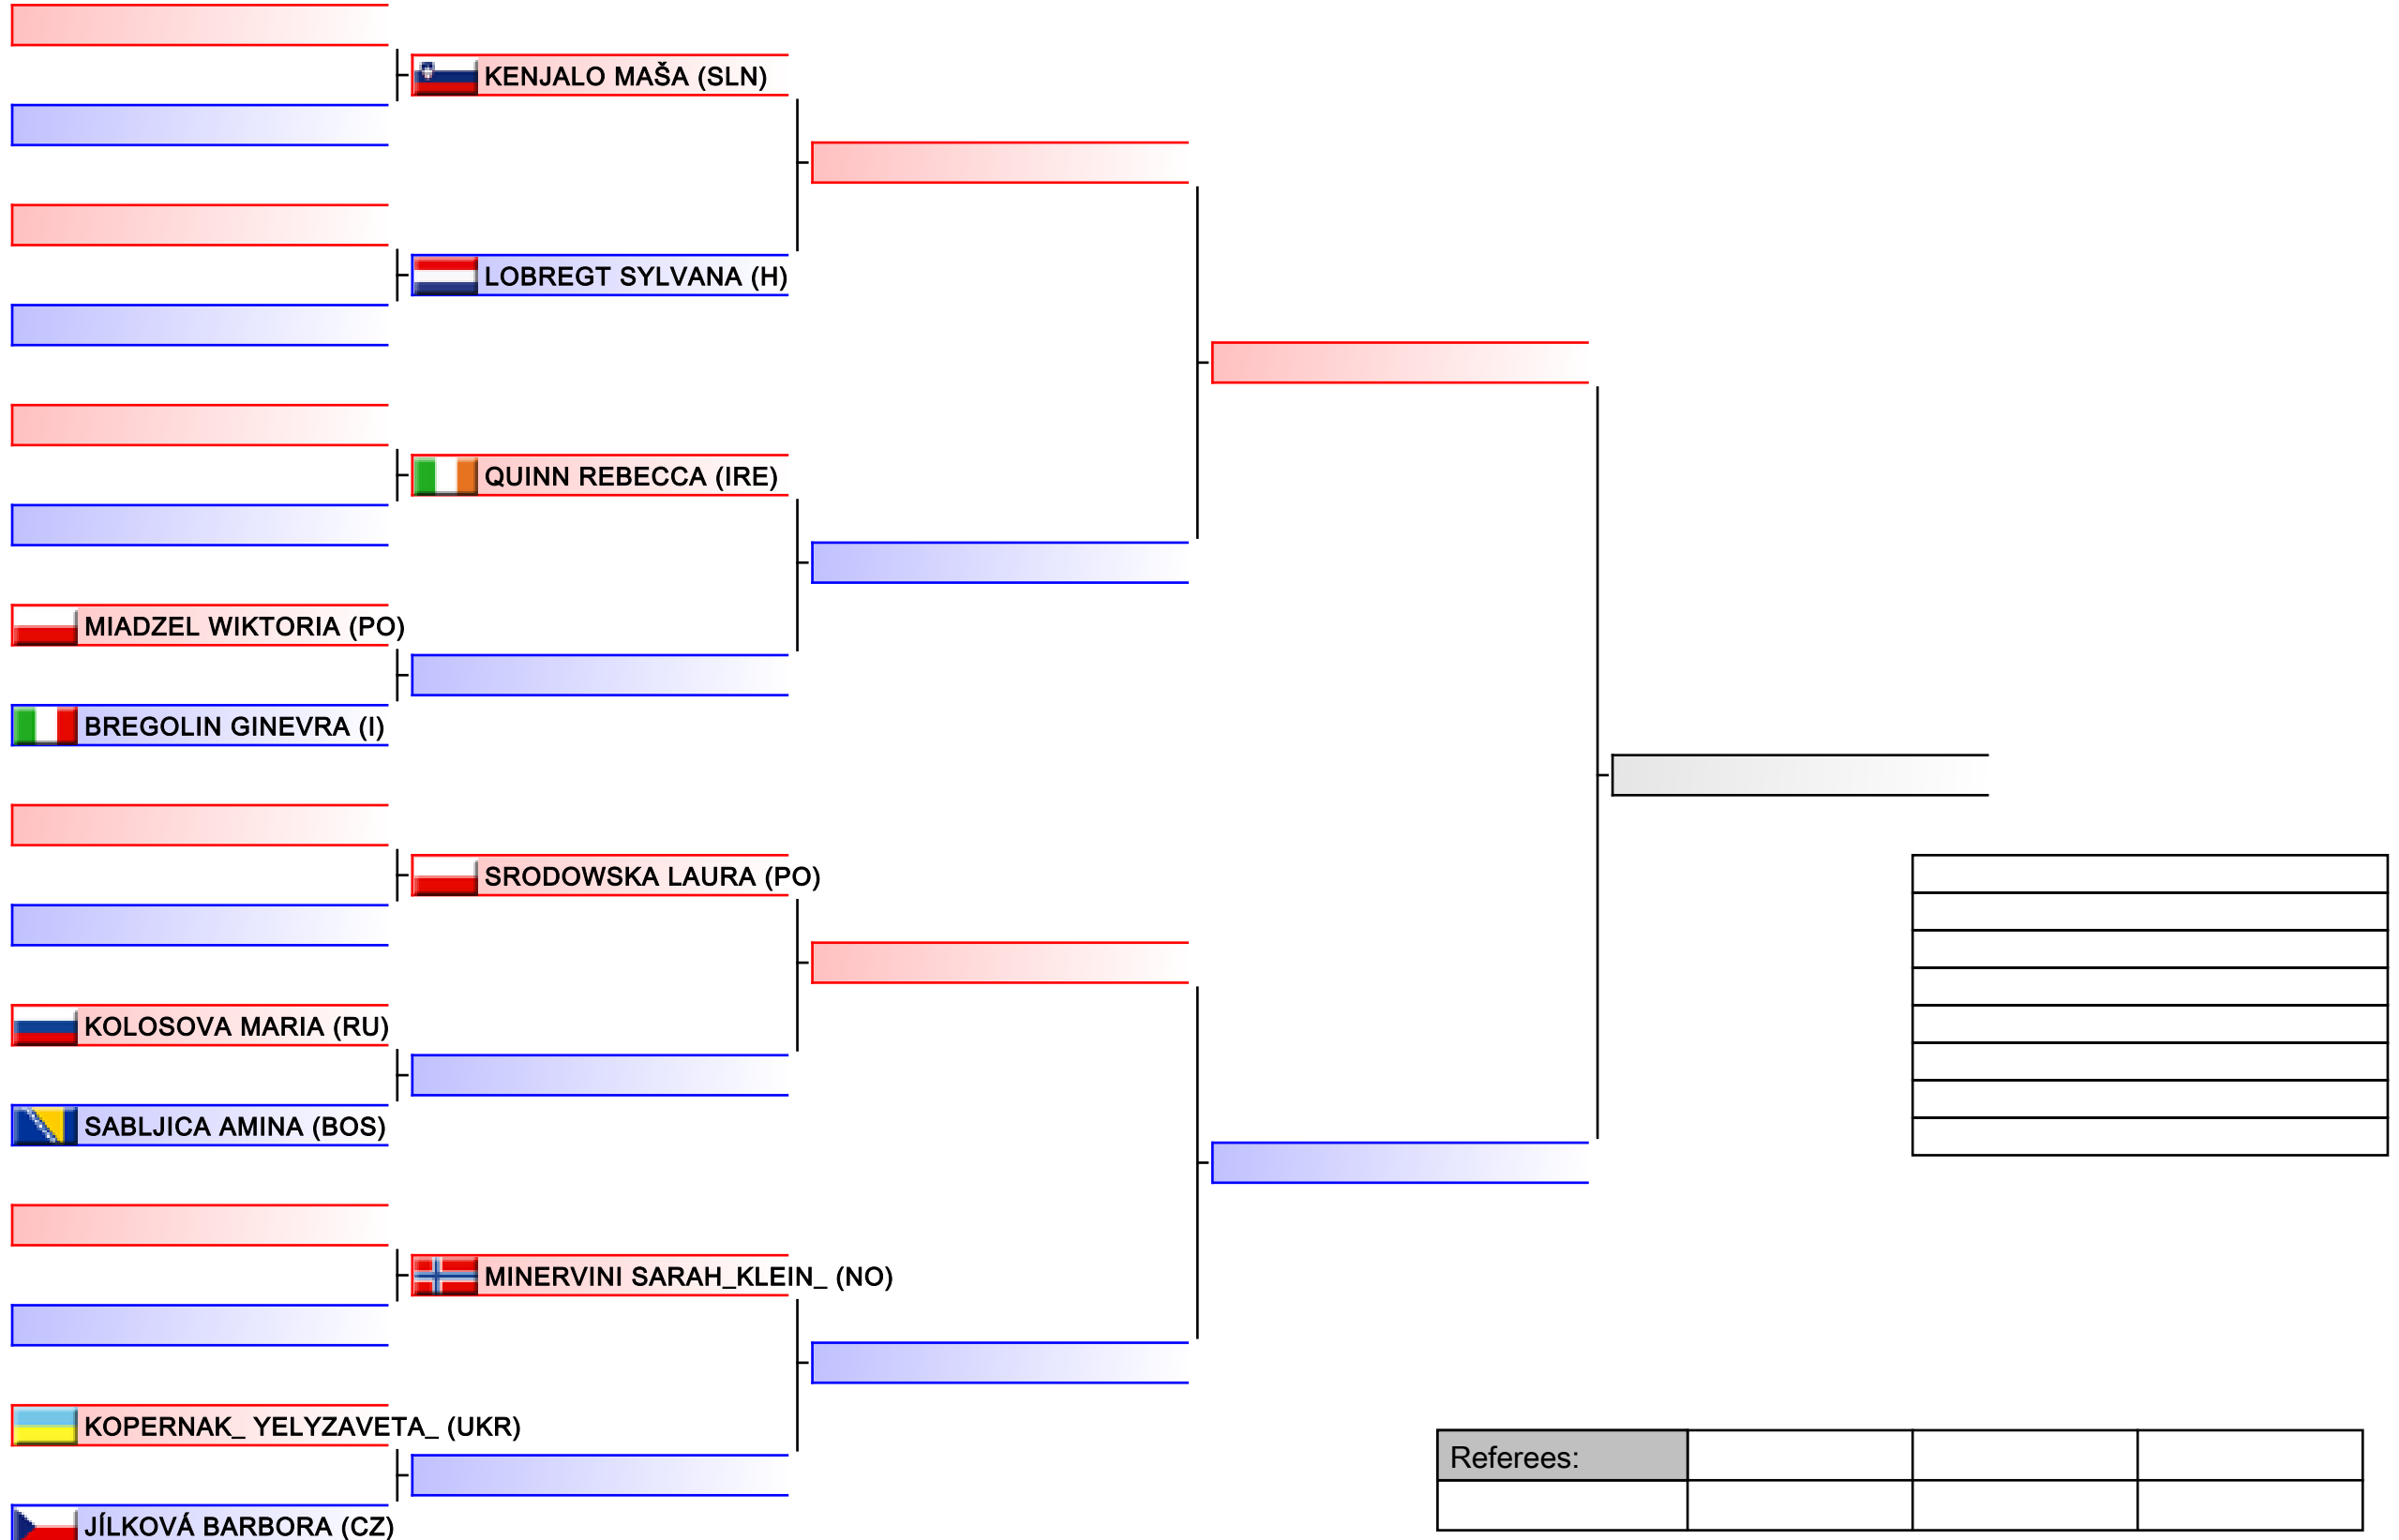 KENJALO MAŠA (SLN)
LOBREGT SYLVANA (H)
QUINN REBECCA (IRE)
MIADZEL WIKTORIA (PO)
BREGOLIN GINEVRA (I)
SRODOWSKA LAURA (PO)
KOLOSOVA MARIA (RU)
SABLJICA AMINA (BOS)
MINERVINI SARAH_KLEIN_ (NO)
KOPERNAK_ YELYZAVETA_ (UKR)
JÍLKOVÁ BARBORA (CZ)
Referees: